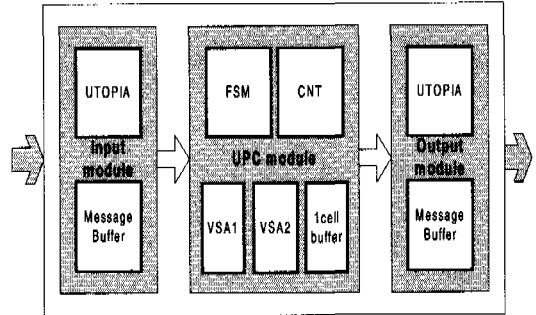 UTOPIA
Input
module
Message
Buffer
FSM
CNT
UPC module
VSA1
VSA2
1cell
buffer
UTOPIA
Output
module
Message
Buffer